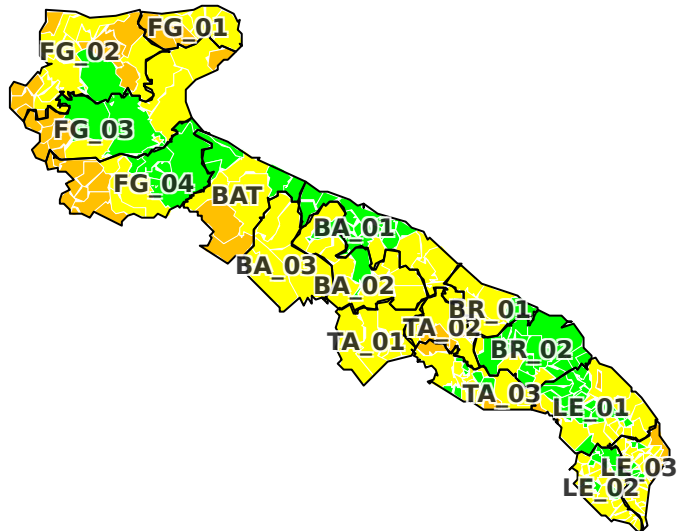 FG_01
FG_02
FG_03
FG_04
BAT
BA_01
BA_03
BA_02
BR_01
TA_02
TA_01
BR_02
TA_03
LE_01
LE_03
LE_02